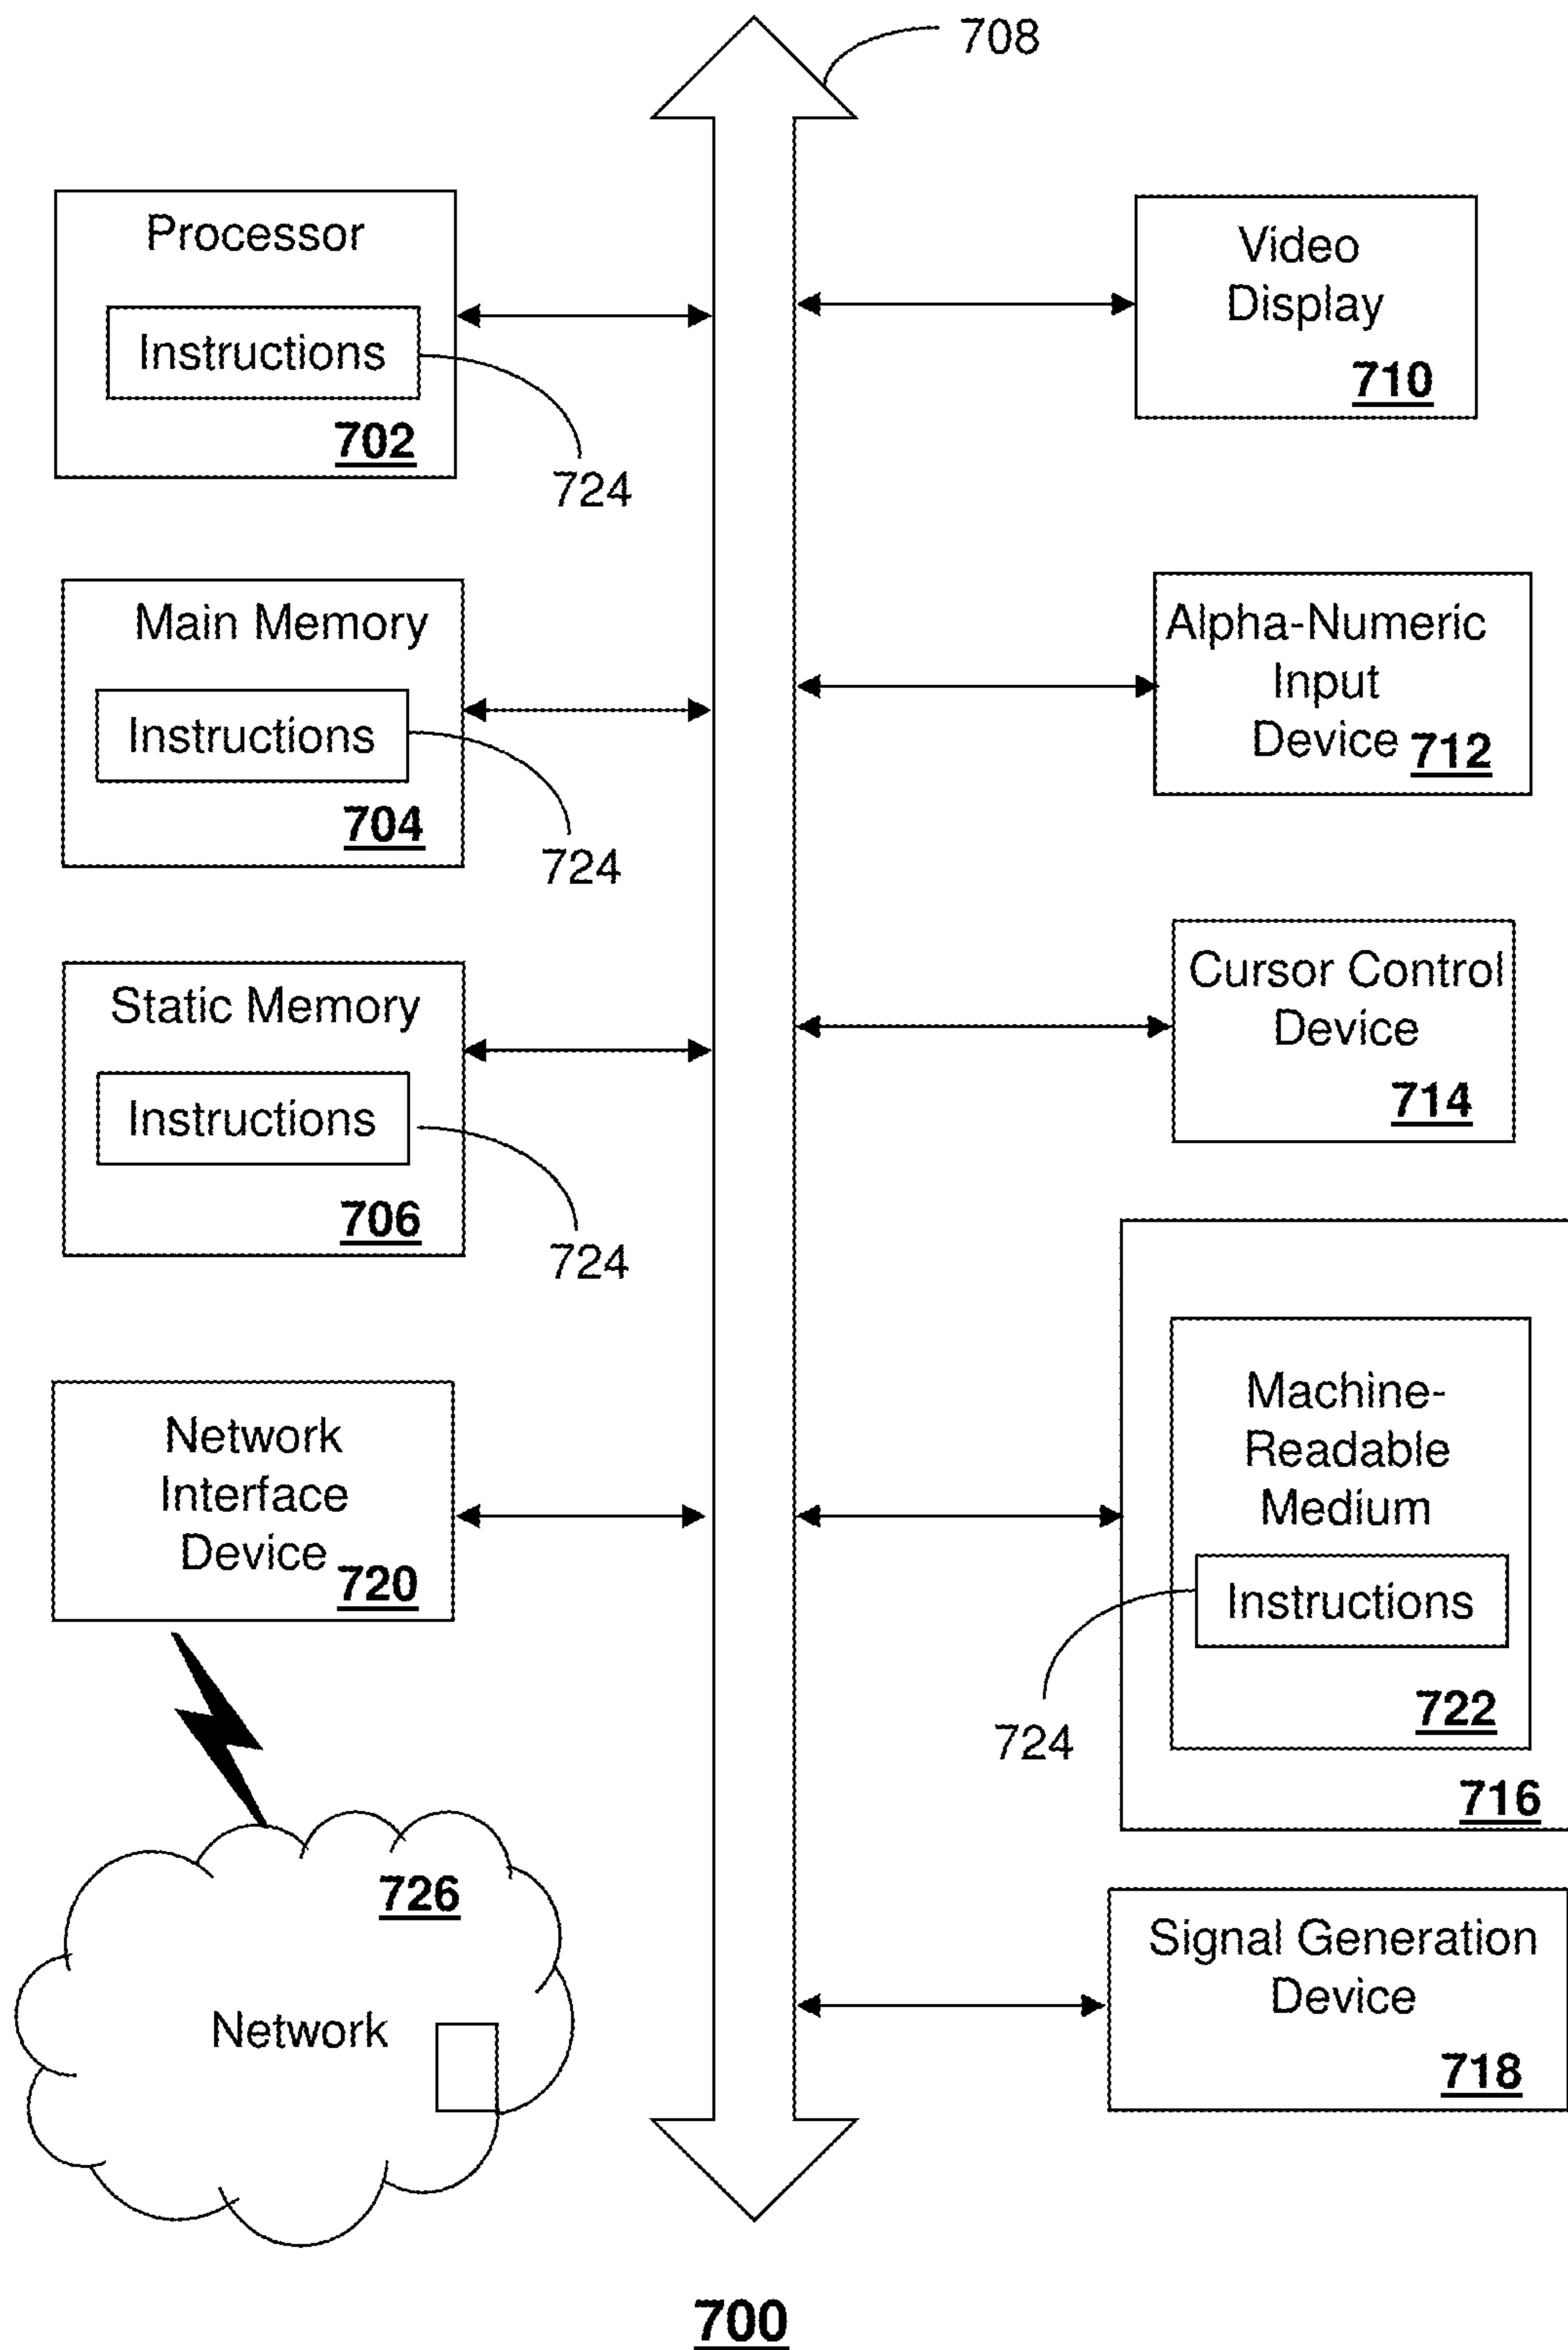 708
Processor
Instructions
702
724
Main Memory
Instructions
704
724
Static Memory
Instructions
706
724
Network
Interface
Device
720
726
Network
Video
Display
710
Alpha-Numeric
Input
Device
712
Cursor Control
Device
714
Machine-
Readable
Medium
Instructions
722
724
716
Signal Generation
Device
718
700